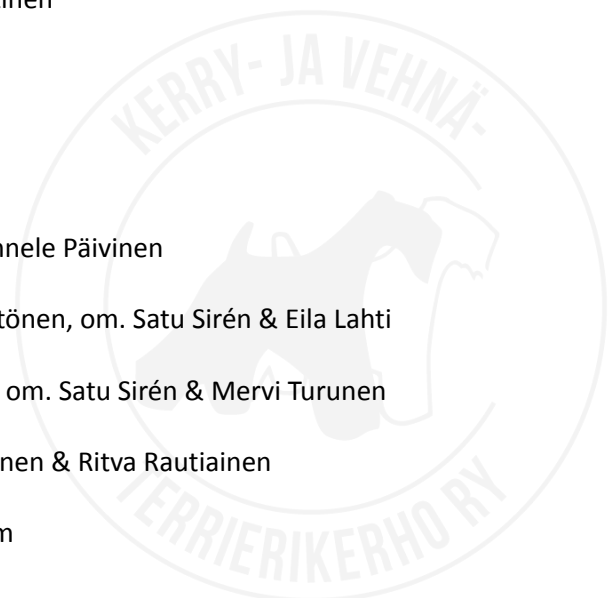 inen
KERRY- JA VEHNÄ-
nele Päivinen
tönen, om. Satu Sirén & Eila Lahti
om. Satu Sirén & Mervi Turunen
nen & Ritva Rautiainen
m
TERRIERIKERHO RY